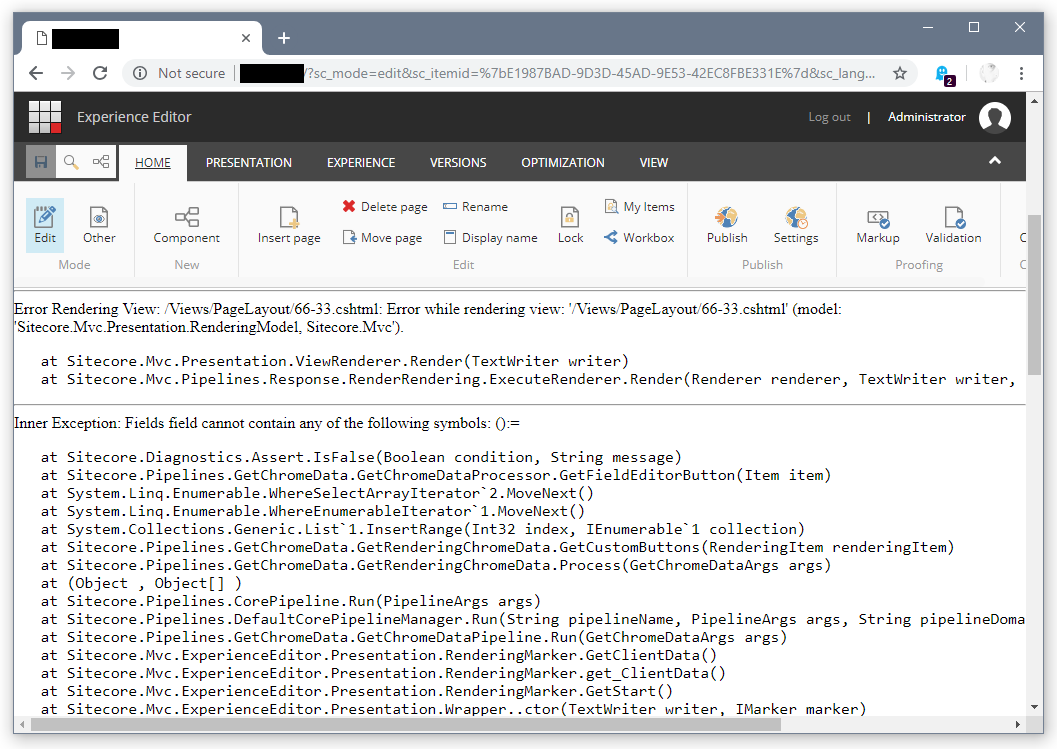 Not secure | /?sc_mode=edit&sc_itemid=%7bE1987BAD-9D3D-45AD-9E53-42EC8FBE331E%7d&sc_lang... 2
Experience Editor Log out | Administrator
HOME PRESENTATION EXPERIENCE VERSIONS OPTIMIZATION VIEW
Delete page Rename My Items
Edit Other Component Insert page Move page Display name Lock Workbox Publish Settings Markup Validation C
Mode New Edit Publish Proofing C
Error Rendering View: /Views/PageLayout/66-33.cshtml: Error while rendering view: '/Views/PageLayout/66-33.cshtml' (model:
'Sitecore.Mvc.Presentation.RenderingModel, Sitecore.Mvc').
at Sitecore.Mvc.Presentation.ViewRenderer.Render(TextWriter writer)
at Sitecore.Mvc.Pipelines.Response.RenderRendering.ExecuteRenderer.Render(Renderer renderer, TextWriter writer,
Inner Exception: Fields field cannot contain any of the following symbols: ():=
at Sitecore.Diagnostics.Assert.IsFalse(Boolean condition, String message)
at Sitecore.Pipelines.GetChromeData.GetChromeDataProcessor.GetFieldEditorButton(Item item)
at System.Linq.Enumerable.WhereSelectArrayIterator`2.MoveNext()
at System.Linq.Enumerable.WhereEnumerableIterator`1.MoveNext()
at System.Collections.Generic.List`1.InsertRange(Int32 index, IEnumerable`1 collection)
at Sitecore.Pipelines.GetChromeData.GetRenderingChromeData.GetCustomButtons(RenderingItem renderingItem)
at Sitecore.Pipelines.GetChromeData.GetRenderingChromeData.Process(GetChromeDataArgs args)
at (Object , Object[] )
at Sitecore.Pipelines.CorePipeline.Run(PipelineArgs args)
at Sitecore.Pipelines.DefaultCorePipelineManager.Run(String pipelineName, PipelineArgs args, String pipelineDoma
at Sitecore.Pipelines.GetChromeData.GetChromeDataPipeline.Run(GetChromeDataArgs args)
at Sitecore.Mvc.ExperienceEditor.Presentation.RenderingMarker.GetClientData()
at Sitecore.Mvc.ExperienceEditor.Presentation.RenderingMarker.get_ClientData()
at Sitecore.Mvc.ExperienceEditor.Presentation.RenderingMarker.GetStart()
at Sitecore.Mvc.ExperienceEditor.Presentation.Wrapper..ctor(TextWriter writer, IMarker marker)